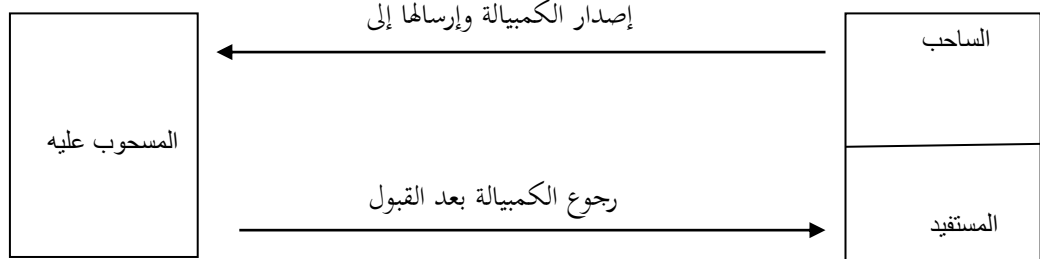 إصدار الكمبيالة وإرسالها إلى
الساحب
المسحوب عليه
رجوع الكمبيالة بعد القبول
المستفيد